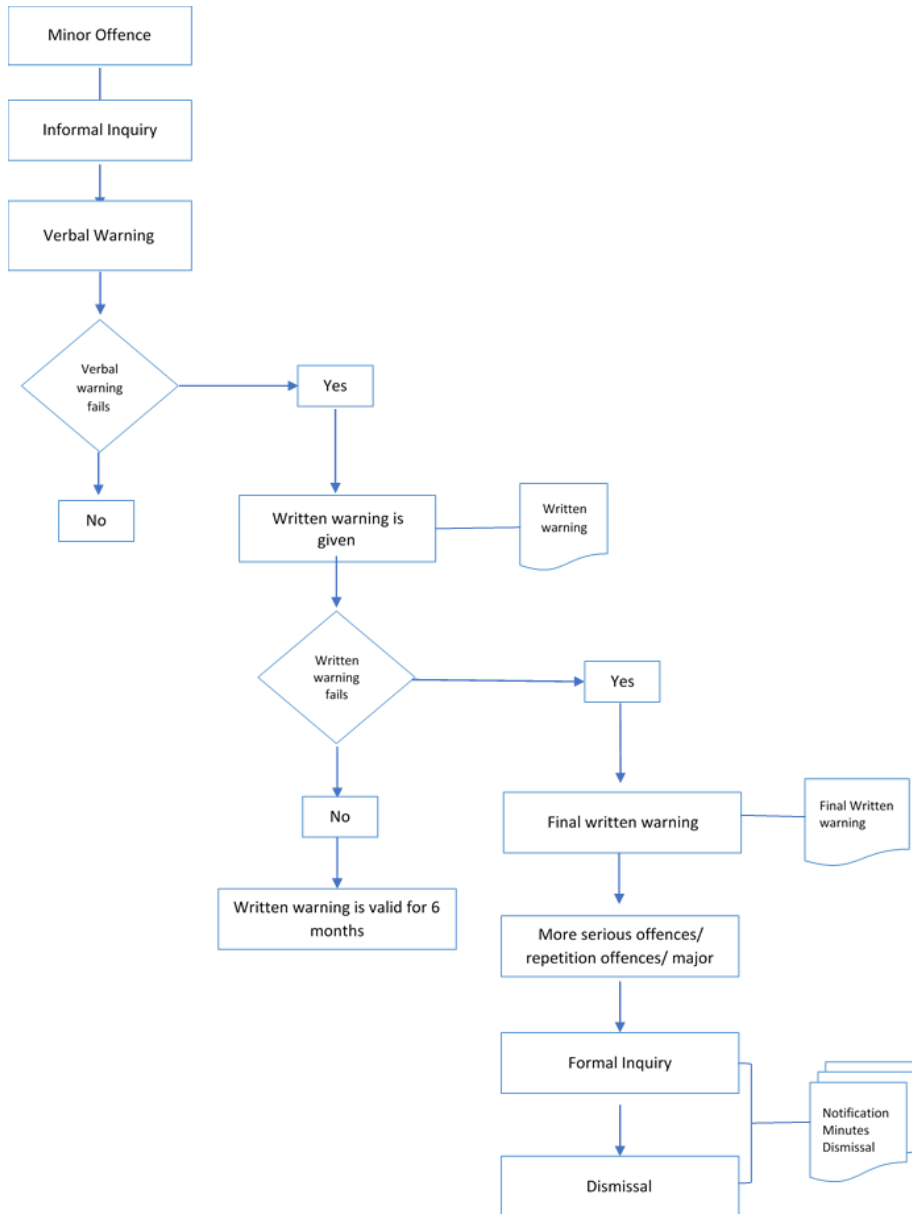 Minor Offence
Informal Inquiry
Verbal Warning
Verbal
warning
fails
Yes
No
Written warning is
given
Written
warning
Written
warning
fails
Yes
No
Final written warning
Final Written
warning
Written warning is valid for 6
months
More serious offences/
repetition offences/ major
Formal Inquiry
Notification
Minutes
Dismissal
Dismissal